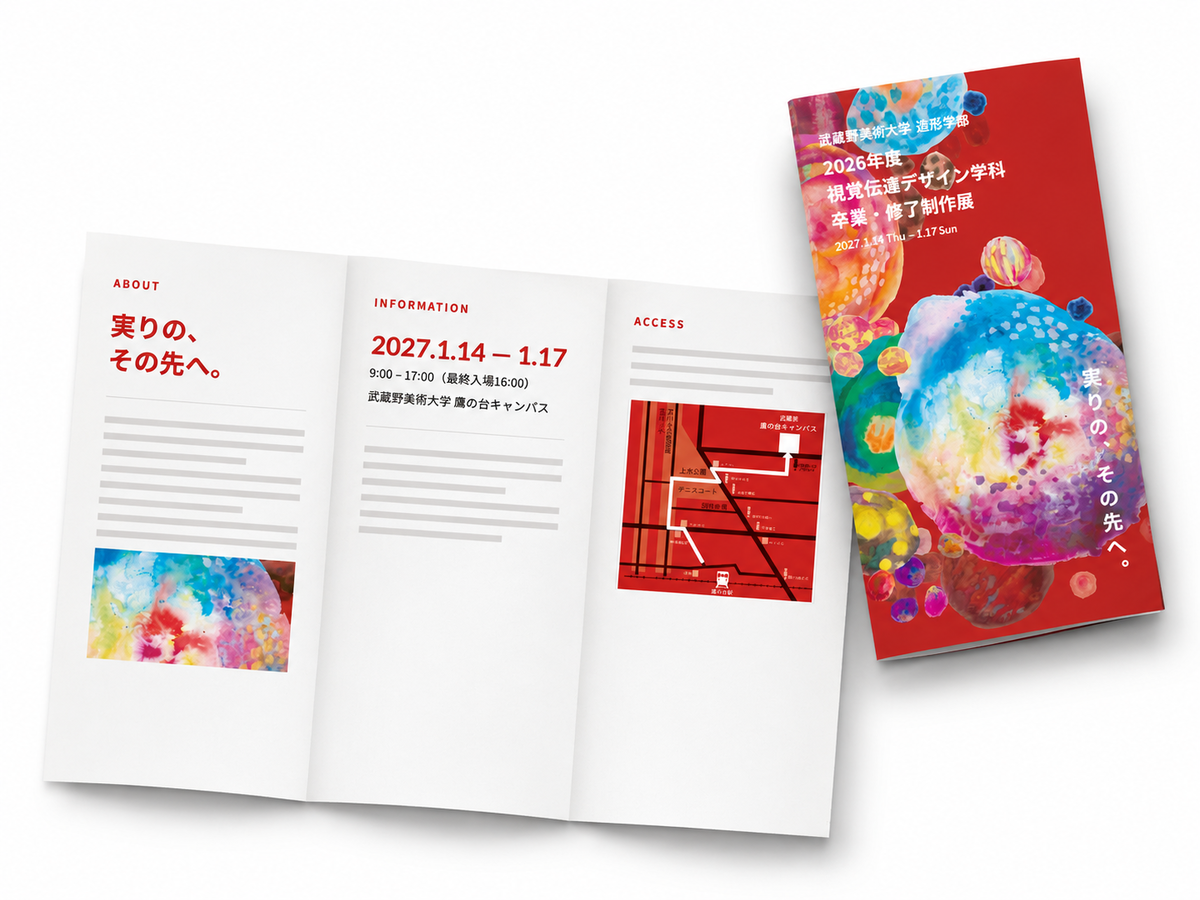 ABOUT
実りの、
その先へ。
INFORMATION
2027.1.14 — 1.17
9:00 – 17:00（最終入場16:00）
武蔵野美術大学 鷹の台キャンパス
ACCESS
鷹の台キャンパス
上水公園
テニスコート
鷹の台駅
武蔵野美術大学 造形学部
2026年度
視覚伝達デザイン学科
卒業・修了制作展
2027.1.14 Thu – 1.17 Sun
実りの、その先へ。